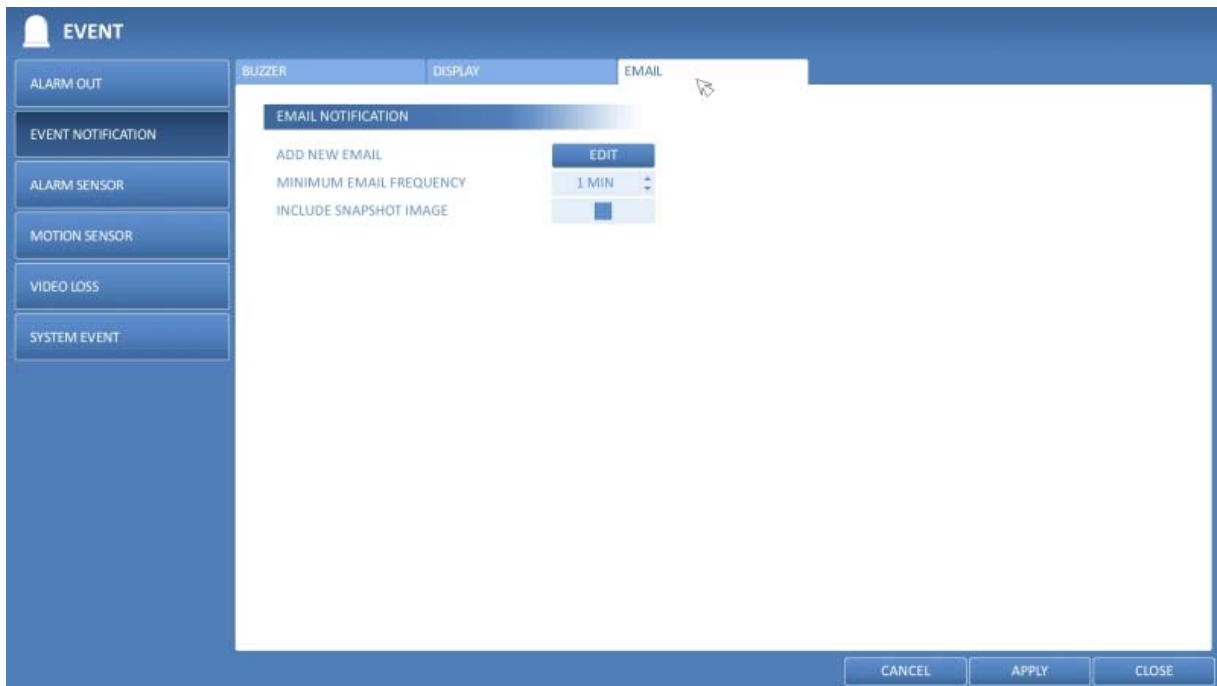 EVENT
ALARM OUT
EVENT NOTIFICATION
ALARM SENSOR
MOTION SENSOR
VIDEO LOSS
SYSTEM EVENT
BUZZER DISPLAY EMAIL
EMAIL NOTIFICATION
ADD NEW EMAIL EDIT
MINIMUM EMAIL FREQUENCY 1 MIN
INCLUDE SNAPSHOT IMAGE
CANCEL APPLY CLOSE